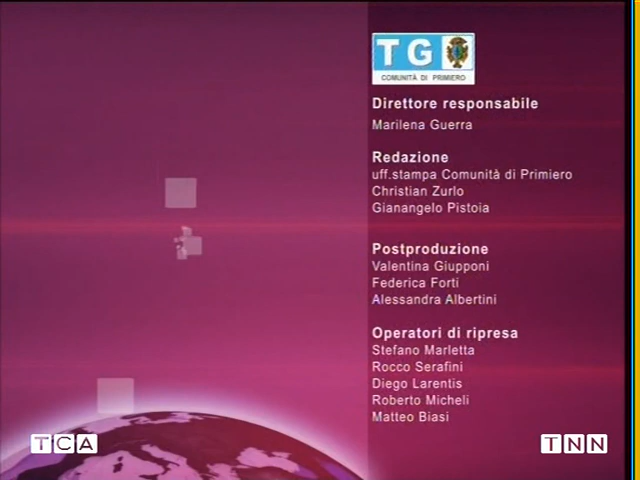 TG
COMUNITÀ DI PRIMIERO
Direttore responsabile
Marilena Guerra
Redazione
uff.stampa Comunità di Primiero
Christian Zurlo
Gianangelo Pistoia
Postproduzione
Valentina Giupponi
Federica Forti
Alessandra Albertini
Operatori di ripresa
Stefano Marletta
Rocco Serafini
Diego Larentis
Roberto Micheli
Matteo Biasi
TCA
TNN